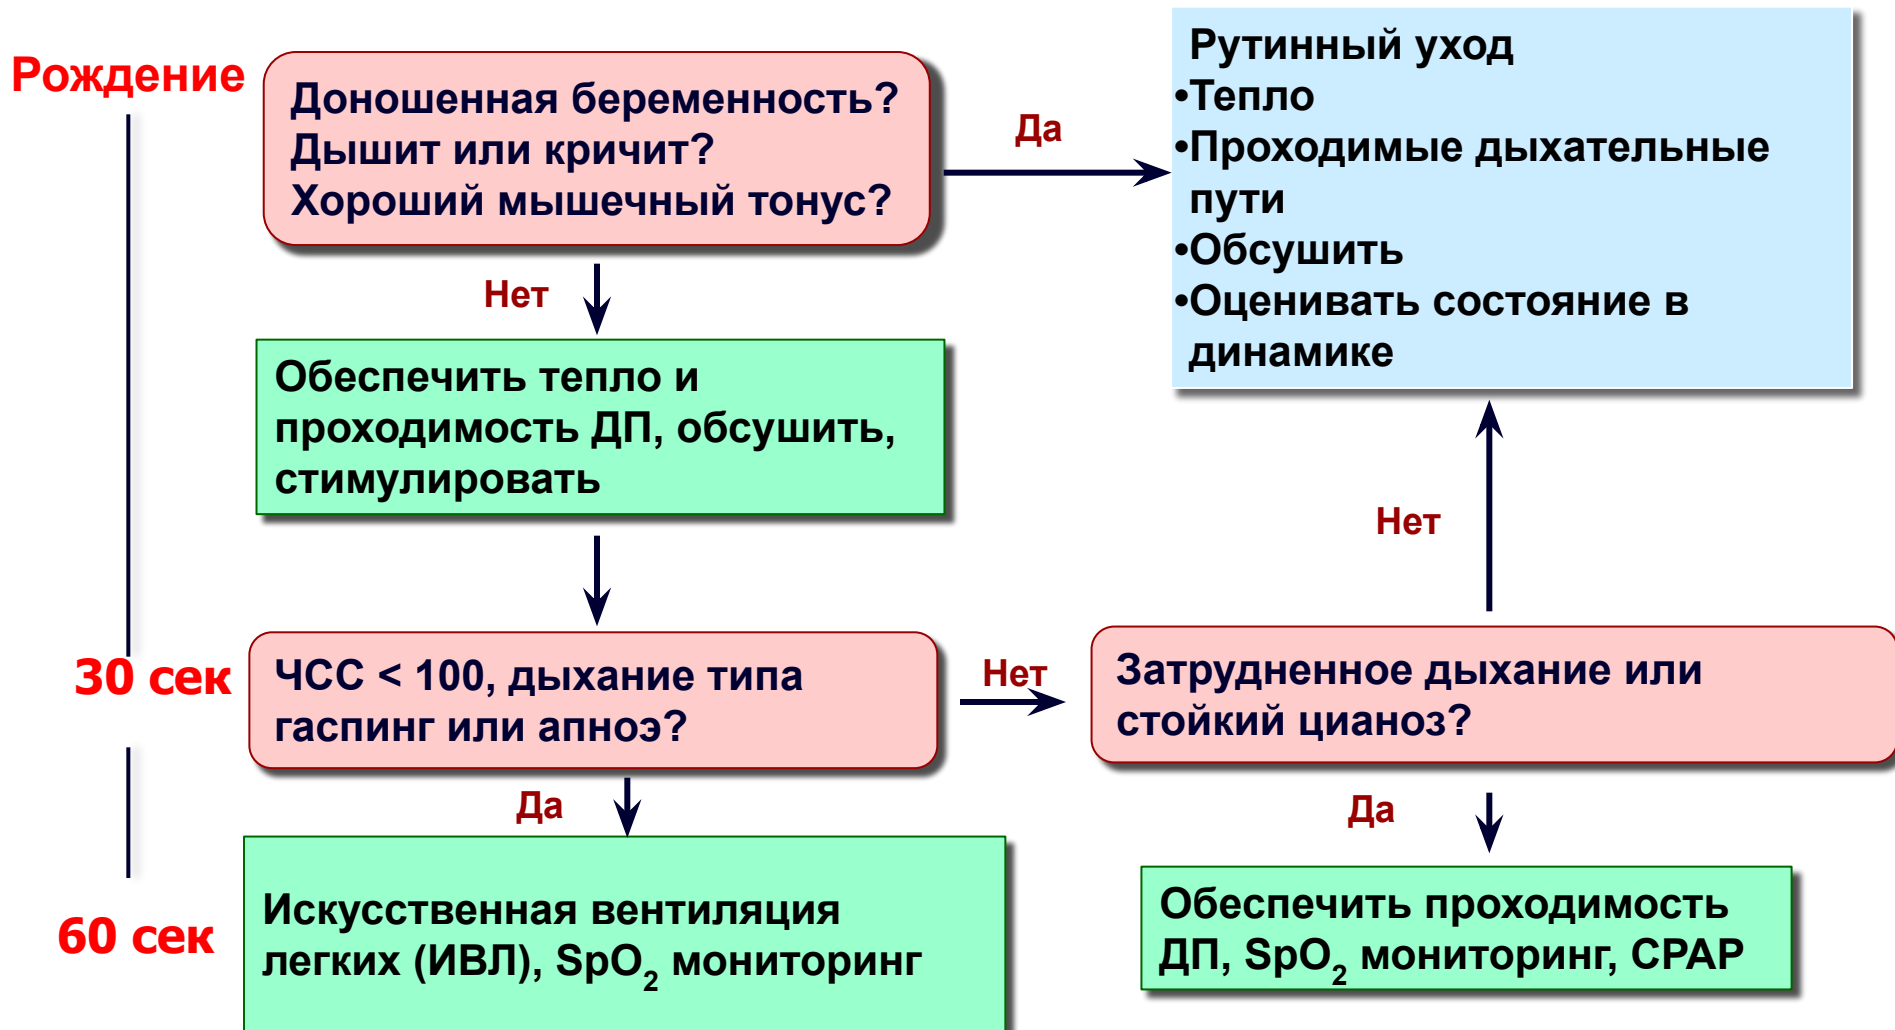 Рождение
Доношенная беременность?
Дышит или кричит?
Хороший мышечный тонус?
Да
Рутинный уход
•Тепло
•Проходимые дыхательные
пути
•Обсушить
•Оценивать состояние в
динамике
Нет
Обеспечить тепло и
проходимость ДП, обсушить,
стимулировать
Нет
30 сек
ЧСС < 100, дыхание типа
гаспинг или апноэ?
Нет
Затрудненное дыхание или
стойкий цианоз?
Да
Да
60 сек
Искусственная вентиляция
легких (ИВЛ), SpO2 мониторинг
Обеспечить проходимость
ДП, SpO2 мониторинг, CPAP